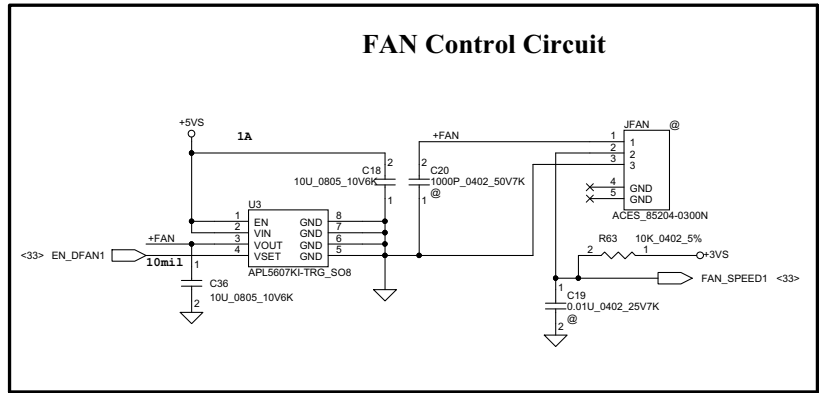 FAN Control Circuit
+5VS
1A
+FAN
JFAN @
1 1
2 2
3 3
4 GND
5 GND
ACES_85204-0300N
2
C18
10U_0805_10V6K
1
2
C20
1000P_0402_50V7K
@
1
U3
1 EN GND 8
2 VIN GND 7
3 VOUT GND 6
4 VSET GND 5
APL5607KI-TRG_SO8
+FAN
<33> EN_DFAN1
10mil
1
C36
10U_0805_10V6K
2
R63 10K_0402_5%
2 1
+3VS
FAN_SPEED1 <33>
1
C19
0.01U_0402_25V7K
@
2